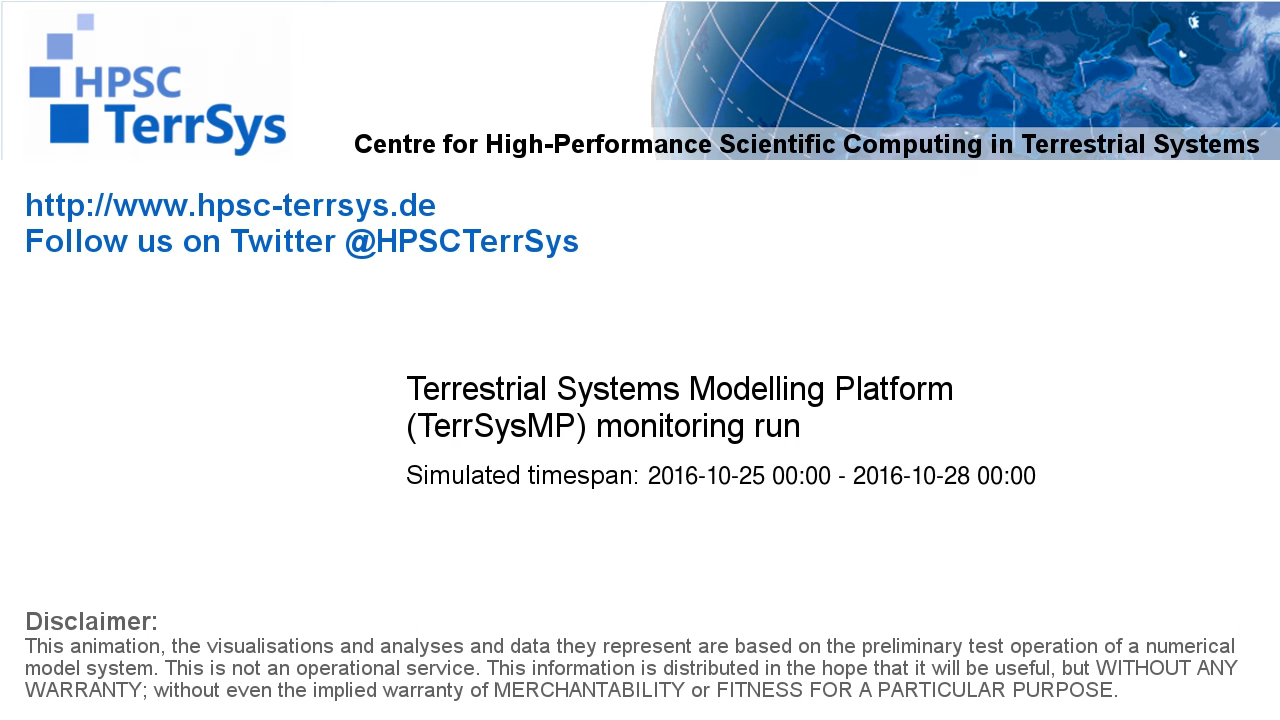 HPSC
TerrSys
Centre for High-Performance Scientific Computing in Terrestrial Systems
http://www.hpsc-terrsys.de
Follow us on Twitter @HPSCTerrSys
Terrestrial Systems Modelling Platform
(TerrSysMP) monitoring run
Simulated timespan: 2016-10-25 00:00 - 2016-10-28 00:00
Disclaimer:
This animation, the visualisations and analyses and data they represent are based on the preliminary test operation of a numerical
model system. This is not an operational service. This information is distributed in the hope that it will be useful, but WITHOUT ANY
WARRANTY; without even the implied warranty of MERCHANTABILITY or FITNESS FOR A PARTICULAR PURPOSE.